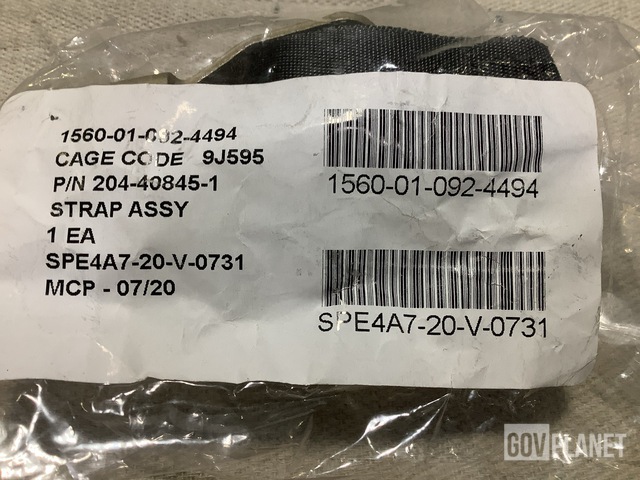 1560-01-092-4494
CAGE CODE 9J595
P/N 204-40845-1
STRAP ASSY
1 EA
SPE4A7-20-V-0731
MCP - 07/20
1560-01-092-4494
SPE4A7-20-V-0731
GOVPLANET